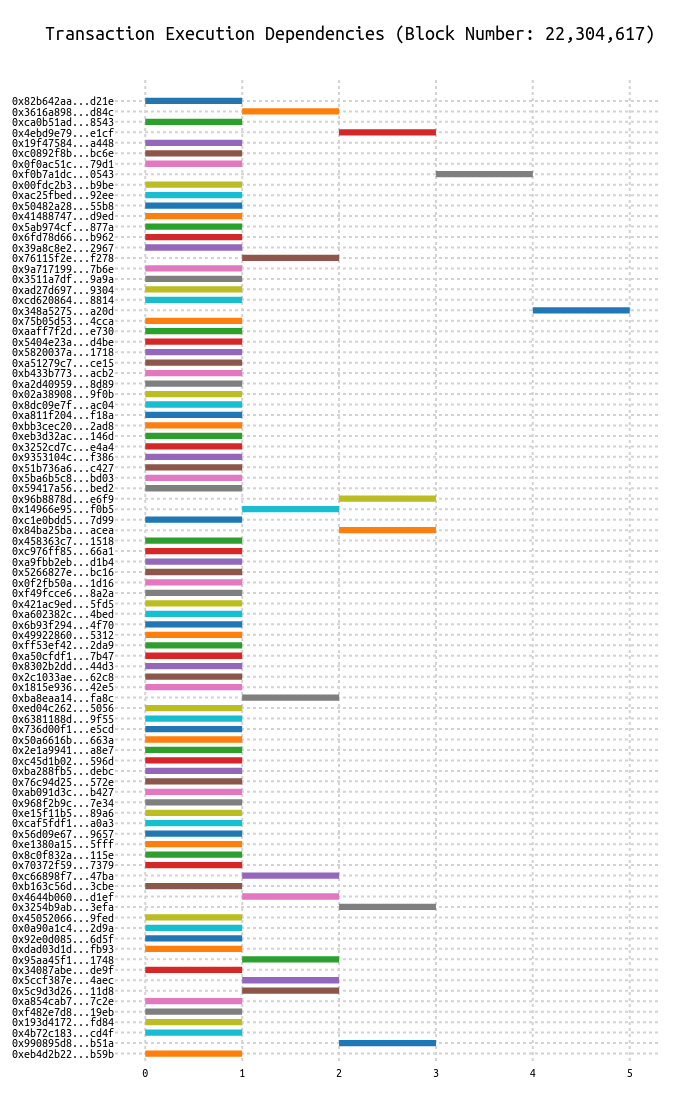 Transaction Execution Dependencies (Block Number: 22,304,617)
0x82b642aa...d21e
0x3616a898...d84c
0xca0b51ad...8543
0x4ebd9e79...e1cf
0x19f47584...a448
0xc0892f8b...bc6e
0x0f0ac51c...79d1
0xf0b7a1dc...0543
0x00fdc2b3...b9be
0xac25fbed...92ee
0x50482a28...55b8
0x41488747...d9ed
0x5ab974cf...877a
0x6fd78d66...b962
0x39a8c8e2...2967
0x76115f2e...f278
0x9a717199...7b6e
0x3511a7df...9a9a
0xad27d697...9304
0xcd620864...8814
0x348a5275...a20d
0x75b05d53...4cca
0xaaff7f2d...e730
0x5404e23a...d4be
0x5820037a...1718
0xa51279c7...ce15
0xb433b773...acb2
0xa2d40959...8d89
0x02a38908...9f0b
0x8dc09e7f...ac04
0xa811f204...f18a
0xbb3cec20...2ad8
0xeb3d32ac...146d
0x3252cd7c...e4a4
0x9353104c...f386
0x51b736a6...c427
0x5ba6b5c8...bd03
0x59417a56...bed2
0x96b8878d...e6f9
0x14966e95...f0b5
0xc1e0bdd5...7d99
0x84ba25ba...acea
0x458363c7...1518
0xc976ff85...66a1
0xa9fbb2eb...d1b4
0x5266827e...bc16
0x0f2fb50a...1d16
0xf49fcce6...8a2a
0x421ac9ed...5fd5
0xa602382c...4bed
0x6b93f294...4f70
0x49922860...5312
0xff53ef42...2da9
0xa50cfdf1...7b47
0x8302b2dd...44d3
0x2c1033ae...62c8
0x1815e936...42e5
0xba8eaa14...fa8c
0xed04c262...5056
0x6381188d...9f55
0x736d00f1...e5cd
0x50a6616b...663a
0x2e1a9941...a8e7
0xc45d1b02...596d
0xba288fb5...debc
0x76c94d25...572e
0xab091d3c...b427
0x968f2b9c...7e34
0xe15f11b5...89a6
0xcaf5fdf1...a0a3
0x56d09e67...9657
0xe1380a15...5fff
0x8c0f832a...115e
0x70372f59...7379
0xc66898f7...47ba
0xb163c56d...3cbe
0x4644b060...d1ef
0x3254b9ab...3efa
0x45052066...9fed
0x0a90a1c4...2d9a
0x92e0d085...6d5f
0xdad03d1d...fb93
0x95aa45f1...1748
0x34087abe...de9f
0x5ccf387e...4aec
0x5c9d3d26...11d8
0xa854cab7...7c2e
0xf482e7d8...19eb
0x193d4172...fd84
0x4b72c183...cd4f
0x990895d8...b51a
0xeb4d2b22...b59b
0 1 2 3 4 5